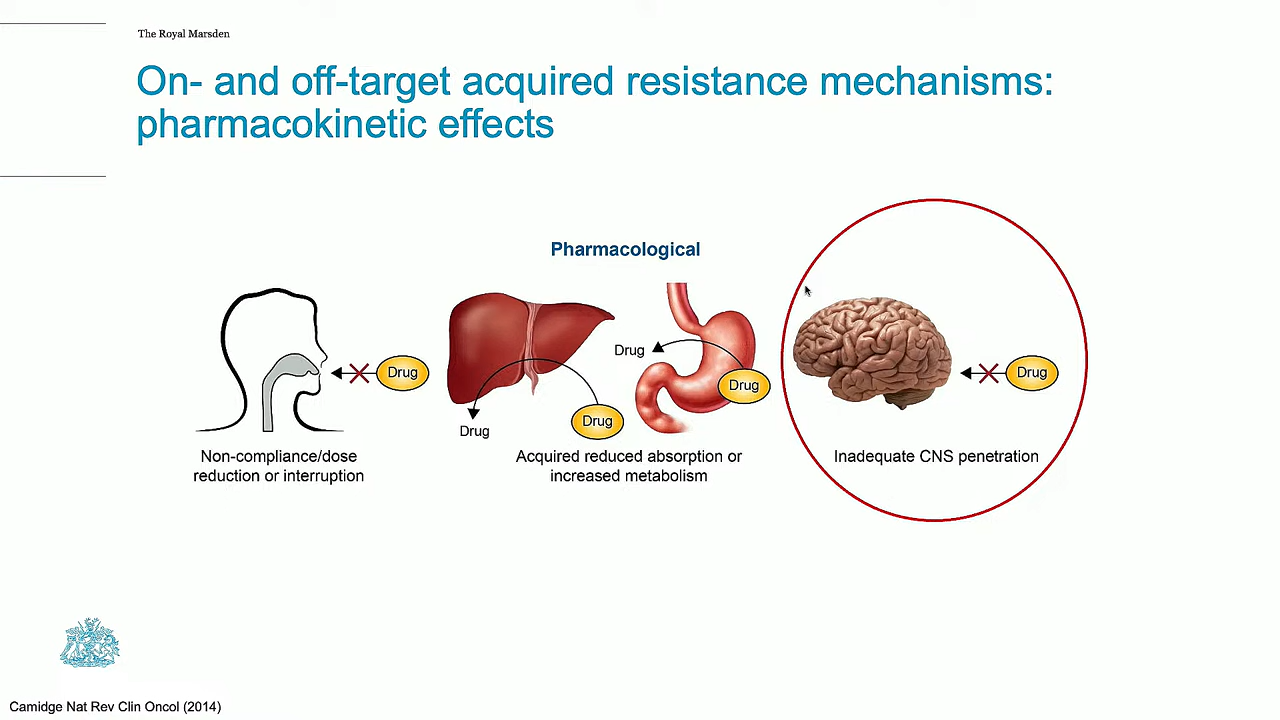 The Royal Marsden
On- and off-target acquired resistance mechanisms:
pharmacokinetic effects
Pharmacological
Drug
Drug
Drug
Drug
Drug
Drug
Non-compliance/dose
reduction or interruption
Acquired reduced absorption or
increased metabolism
Inadequate CNS penetration
Camidge Nat Rev Clin Oncol (2014)